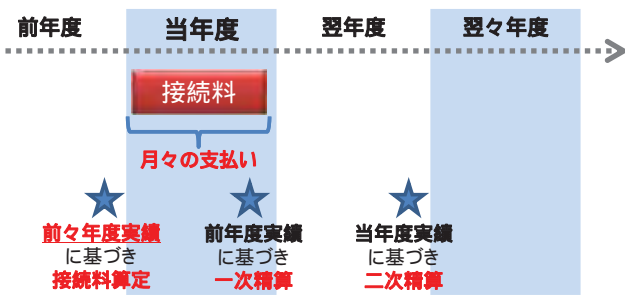 前年度
当年度
翌年度
翌々年度
接続料
月々の支払い
前々年度実績
に基づき
接続料算定
前年度実績
に基づき
一次精算
当年度実績
に基づき
二次精算